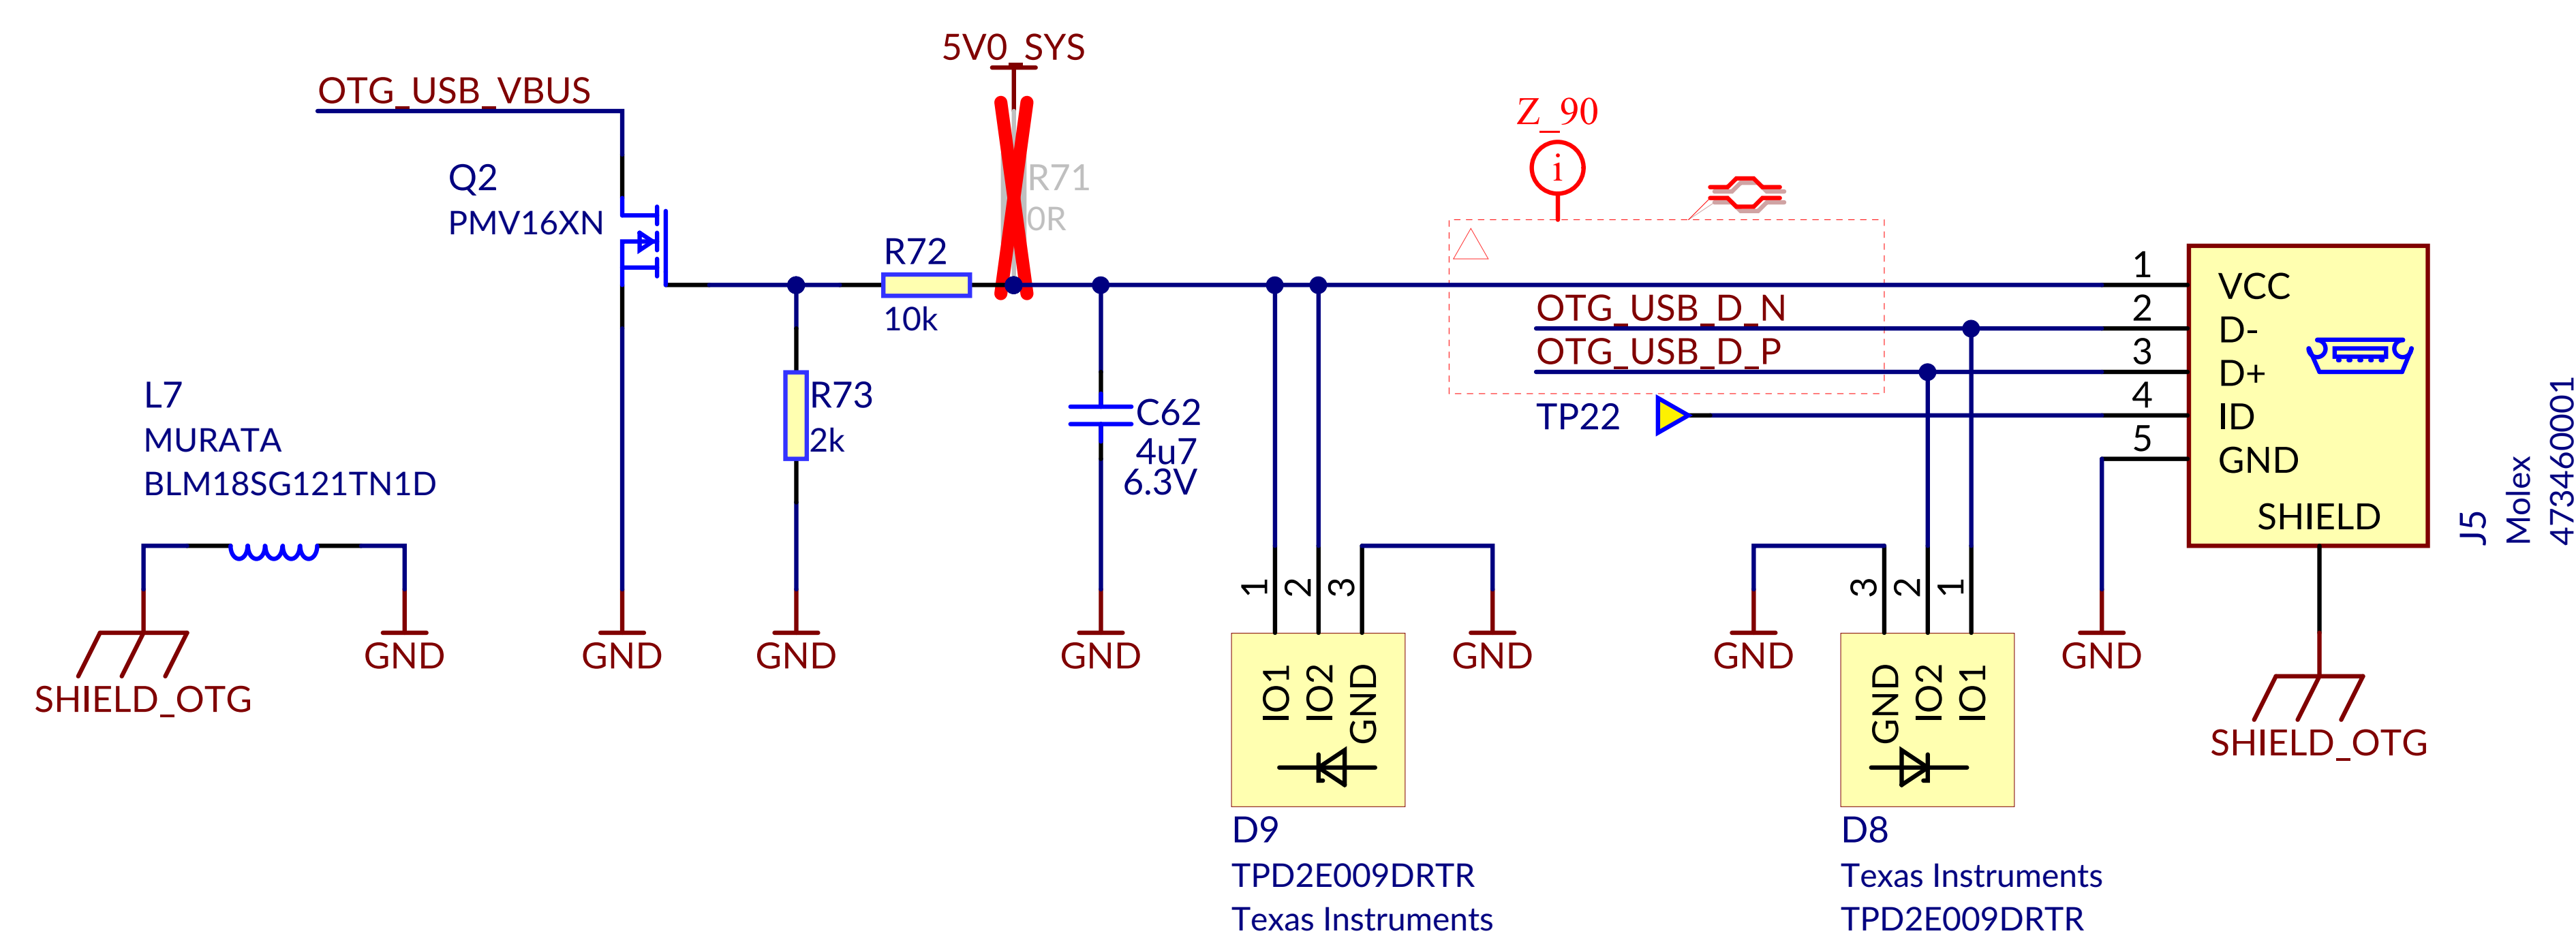 5V0_SYS
OTG_USB_VBUS
Q2
PMV16XN
R71
0R
R72
10k
R73
2k
C62
4u7
6.3V
Z_90
i
OTG_USB_D_N
OTG_USB_D_P
TP22
1
2
3
4
5
VCC
D-
D+
ID
GND
SHIELD
J5
Molex
473460001
L7
MURATA
BLM18SG121TN1D
SHIELD_OTG
GND
GND
GND
GND
1
2
3
IO1
IO2
GND
GND
D9
TPD2E009DRTR
Texas Instruments
GND
3
2
1
GND
IO2
IO1
D8
Texas Instruments
TPD2E009DRTR
GND
SHIELD_OTG